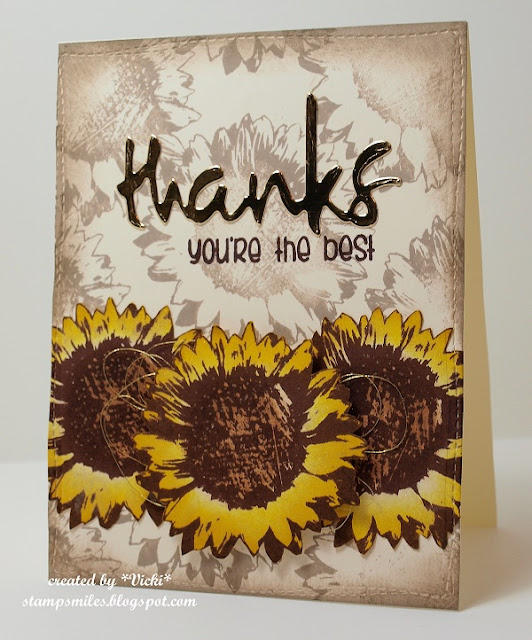 thanks
you're the best
created by *Vicki*
stampsmiles.blogspot.com